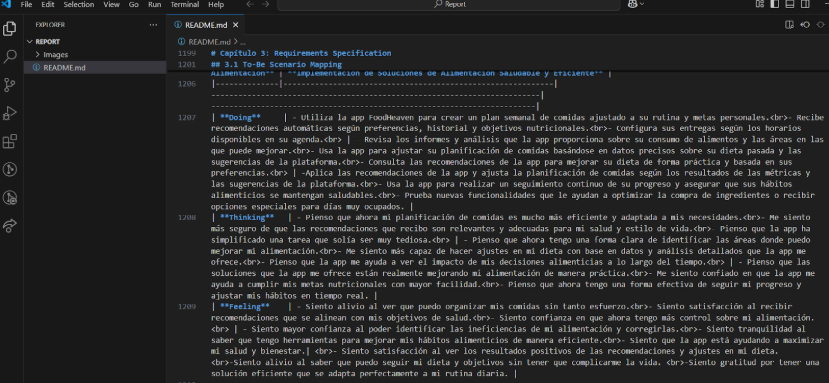 File Edit Selection View Go Run Terminal Help
Report
EXPLORER
REPORT
Images
README.md
README.md
README.md > ...
1199 # Capítulo 3: Requirements Specification
1201 ## 3.1 To-Be Scenario Mapping
Alimentación** | **Implementación de Soluciones de Alimentación Saludable y Eficiente** |
1206
1207 | **Doing** | - Utiliza la app FoodHeaven para crear un plan semanal de comidas ajustado a su rutina y metas personales.<br>- Recibe
recomendaciones automáticas según preferencias, historial y objetivos nutricionales.<br>- Configura sus entregas según los horarios
disponibles en su agenda.<br> | Revisa los informes y análisis que la app proporciona sobre su consumo de alimentos y las áreas en las
que puede mejorar.<br>- Usa la app para ajustar su planificación de comidas basándose en datos precisos sobre su dieta pasada y las
sugerencias de la plataforma.<br>- Consulta las recomendaciones de la app para mejorar su dieta de forma práctica y basada en sus
preferencias.<br> | -Aplica las recomendaciones de la app y ajusta la planificación de comidas según los resultados de las métricas y
las sugerencias de la plataforma.<br>- Usa la app para realizar un seguimiento continuo de su progreso y asegurar que sus hábitos
alimenticios se mantengan saludables.<br>- Prueba nuevas funcionalidades que le ayudan a optimizar la compra de ingredientes o recibir
opciones especiales para días muy ocupados. |
1208 | **Thinking** | - Pienso que ahora mi planificación de comidas es mucho más eficiente y adaptada a mis necesidades.<br>- Me siento
más seguro de que las recomendaciones que recibo son relevantes y adecuadas para mi salud y estilo de vida.<br>- Pienso que la app ha
simplificado una tarea que solía ser muy tediosa.<br> | - Pienso que ahora tengo una forma clara de identificar las áreas donde puedo
mejorar mi alimentación.<br>- Me siento más capaz de hacer ajustes en mi dieta con base en datos y análisis detallados que la app me
ofrece.<br>- Pienso que la app me ayuda a ver el impacto de mis decisiones alimenticias a lo largo del tiempo.<br> | - Pienso que las
soluciones que la app me ofrece están realmente mejorando mi alimentación de manera práctica.<br>- Me siento confiado en que la app me
ayuda a cumplir mis metas nutricionales con mayor facilidad.<br>- Pienso que ahora tengo una forma efectiva de seguir mi progreso y
ajustar mis hábitos en tiempo real. |
1209 | **Feeling** | - Siento alivio al ver que puedo organizar mis comidas sin tanto esfuerzo.<br>- Siento satisfacción al recibir
recomendaciones que se alinean con mis objetivos de salud.<br>- Siento confianza en que ahora tengo más control sobre mi alimentación.
<br> | - Siento mayor confianza al poder identificar las ineficiencias de mi alimentación y corregirlas.<br>- Siento tranquilidad al
saber que tengo herramientas para mejorar mis hábitos alimenticios de manera eficiente.<br>- Siento que la app está ayudando a maximizar
mi salud y bienestar.| <br>- Siento satisfacción al ver los resultados positivos de las recomendaciones y ajustes en mi dieta.
<br>-Siento alivio al saber que puedo seguir mi dieta y objetivos sin tener que complicarme la vida. <br>-Siento gratitud por tener una
solución eficiente que se adapta perfectamente a mi rutina diaria. |